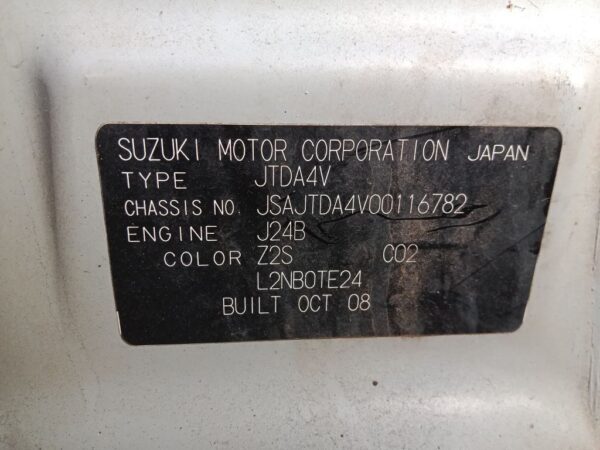 SUZUKI MOTOR CORPORATION JAPAN
TYPE JTDA4V
CHASSIS NO. JSAJTDA4V00116782
ENGINE J24B
COLOR Z2S C02
L2NB0TE24
BUILT OCT 08